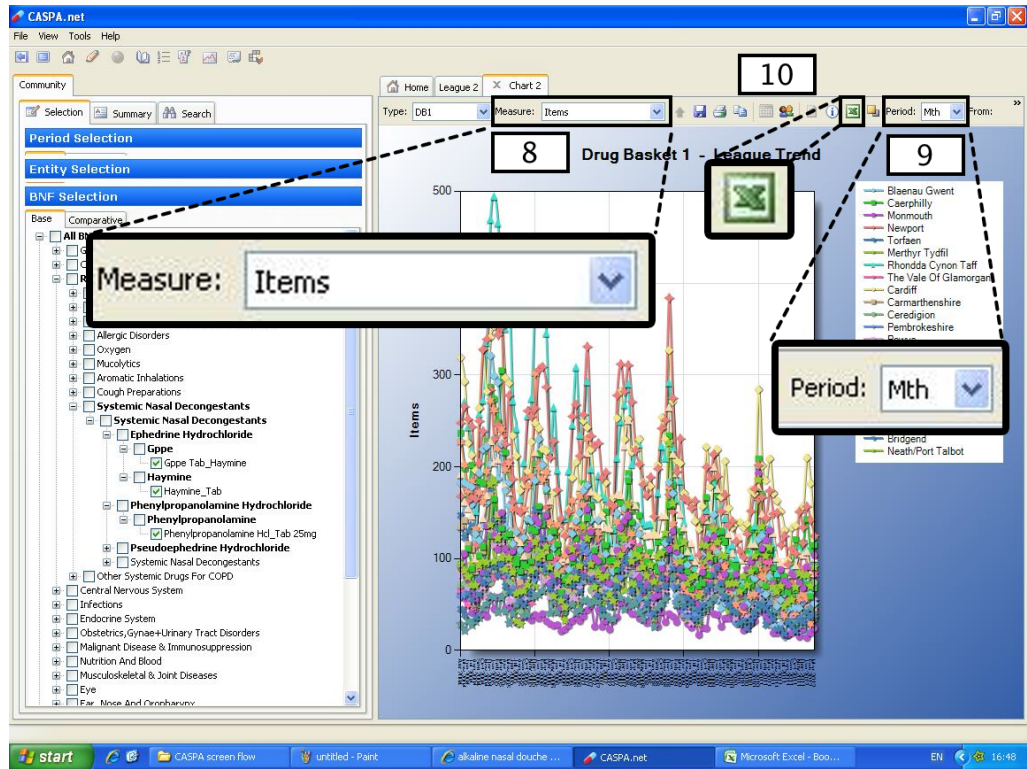 CASPA.net
File View Tools Help
Community
Home League 2 Chart 2
10
Selection Summary Search
Type: DB1 Measure: Items Period: Mth From:
Period Selection
8
Drug Basket 1 - League Trend
9
Entity Selection
BNF Selection
Base Comparative
500
Blaenau Gwent
Caerphilly
Monmouth
Newport
Torfaen
Merthyr Tydfil
Rhondda Cynon Taff
The Vale Of Glamorgan
Cardiff
Carmarthenshire
Ceredigion
Pembrokeshire
Measure: Items
Period: Mth
Bridgend
Neath/Port Talbot
Allergic Disorders
Oxygen
Mucolytics
Aromatic Inhalations
Cough Preparations
Systemic Nasal Decongestants
Systemic Nasal Decongestants
Ephedrine Hydrochloride
Gppe
Gppe Tab_Haymine
Haymine
Haymine_Tab
Phenylpropanolamine Hydrochloride
Phenylpropanolamine
Phenylpropanolamine Hcl_Tab 25mg
Pseudoephedrine Hydrochloride
Systemic Nasal Decongestants
Other Systemic Drugs For COPD
Central Nervous System
Infections
Endocrine System
Obstetrics,Gynae+Urinary Tract Disorders
Malignant Disease & Immunosuppression
Nutrition And Blood
Musculoskeletal & Joint Diseases
Eye
Ear, Nose And Oropharynx
Items
300
200
100
0
start CASPA screen flow untitled - Paint alkaline nasal douche ... CASPA.net Microsoft Excel - Boo... EN 16:48